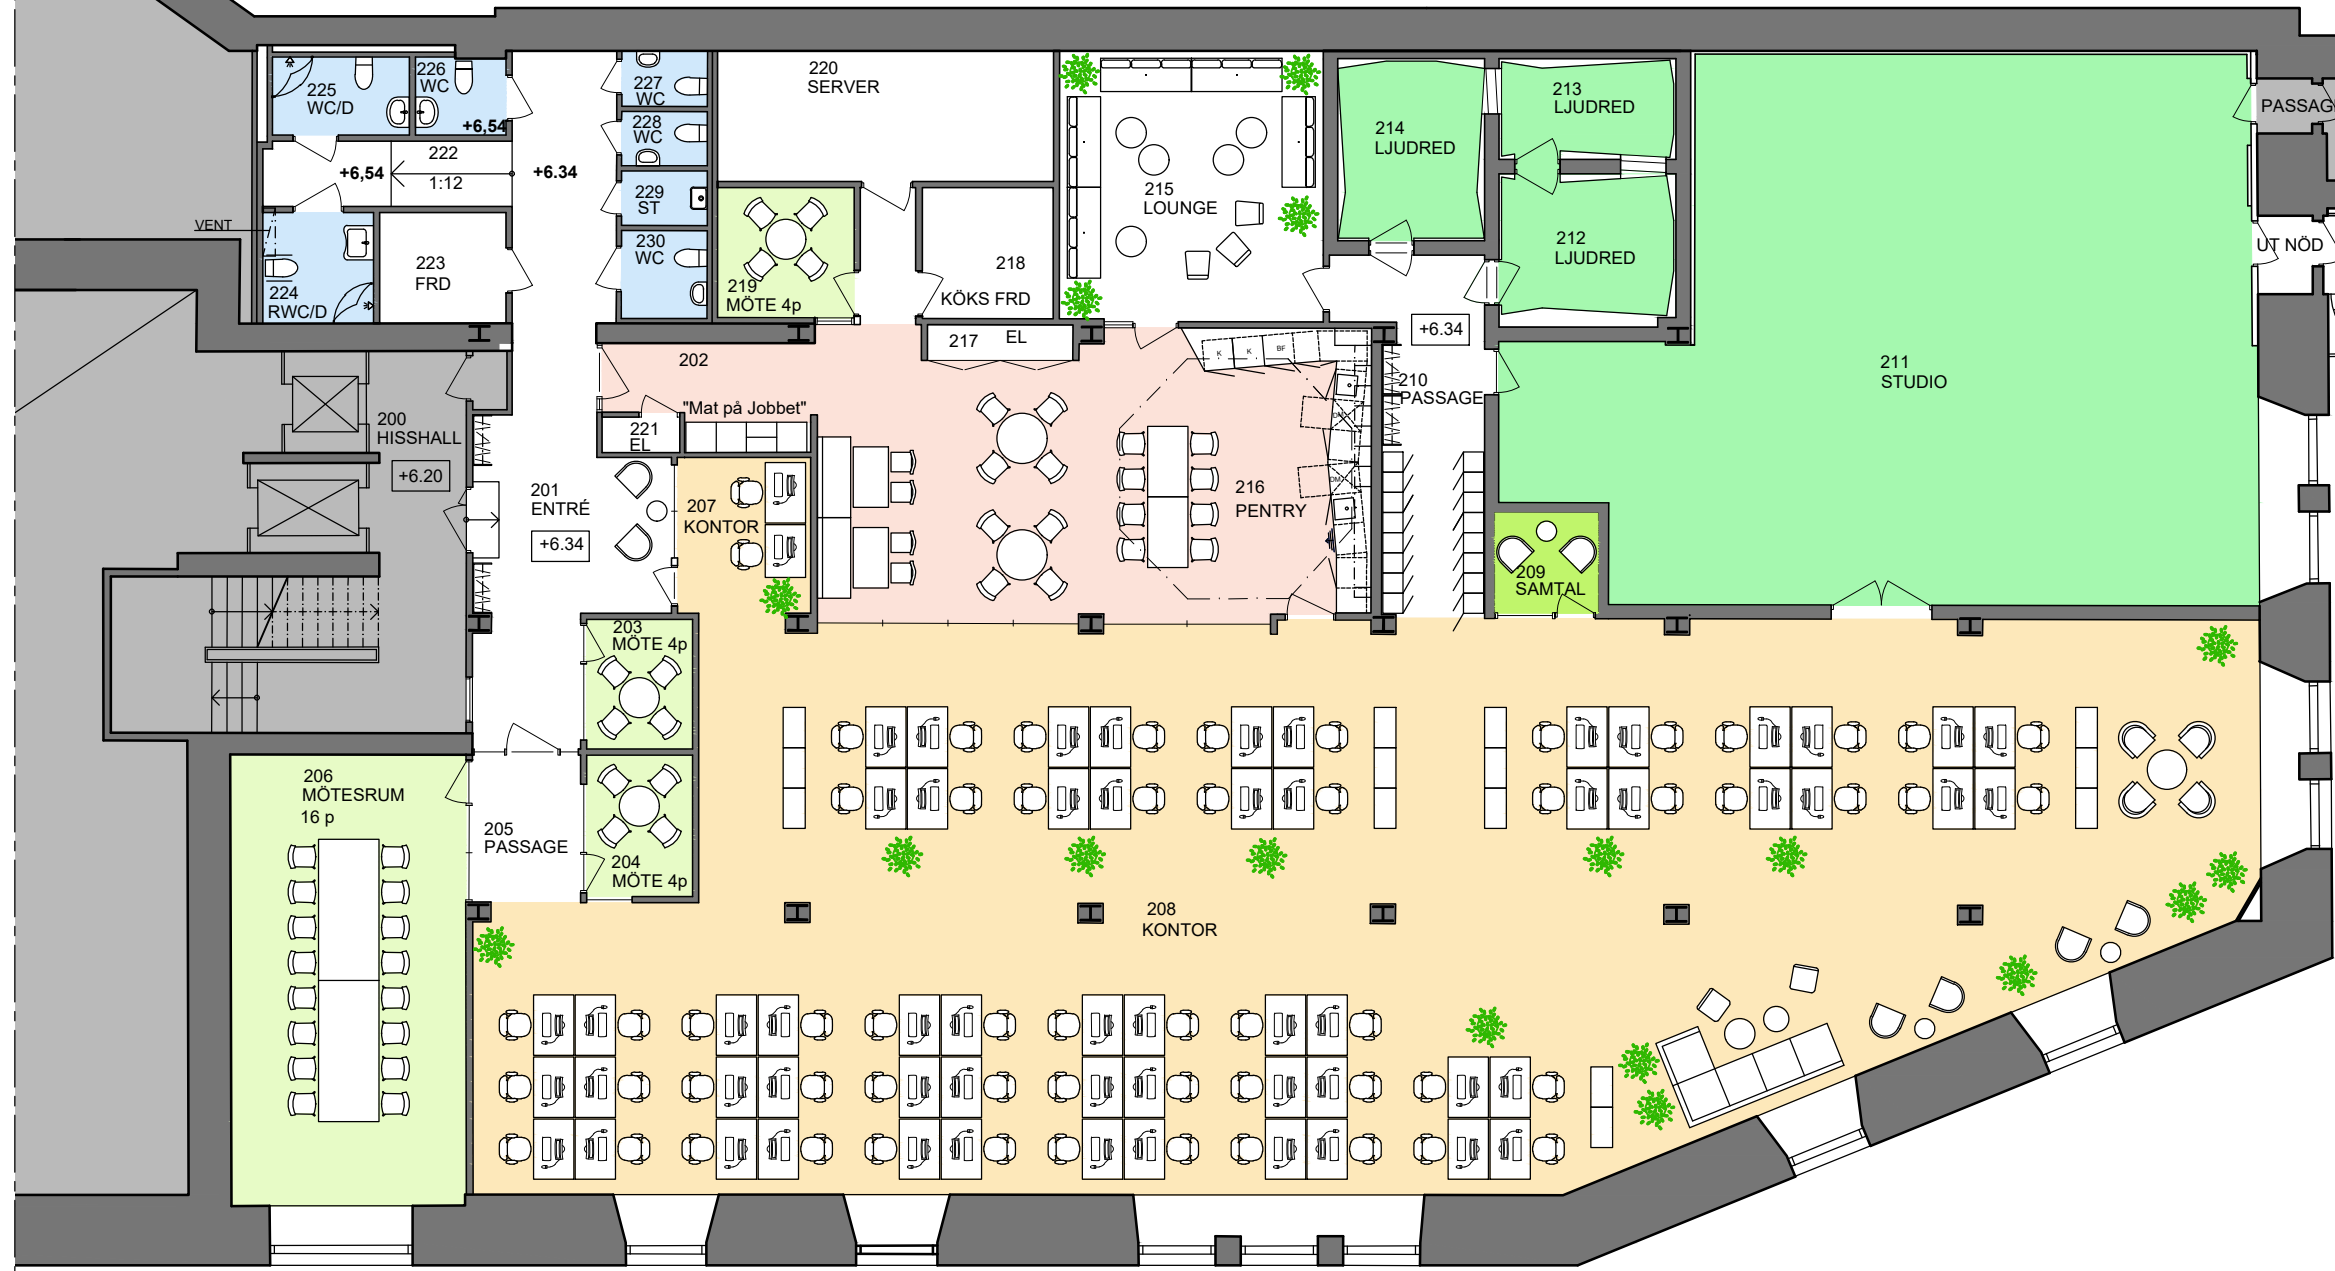 225
WC/D
226
WC
+6,54
227
WC
228
WC
229
ST
230
WC
222
+6,54
1:12
+6.34
VENT
224
RWC/D
223
FRD
220
SERVER
219
MÖTE 4p
218
KÖKS FRD
217
EL
215
LOUNGE
214
LJUDRED
213
LJUDRED
212
LJUDRED
PASSAG
UT NÖD
+6.34
211
STUDIO
210
PASSAGE
202
"Mat på Jobbet"
221
EL
200
HISSHALL
+6.20
201
ENTRÉ
+6.34
207
KONTOR
K
K
BF
DM
DM
216
PENTRY
209
SAMTAL
203
MÖTE 4p
206
MÖTESRUM
16 p
205
PASSAGE
204
MÖTE 4p
208
KONTOR